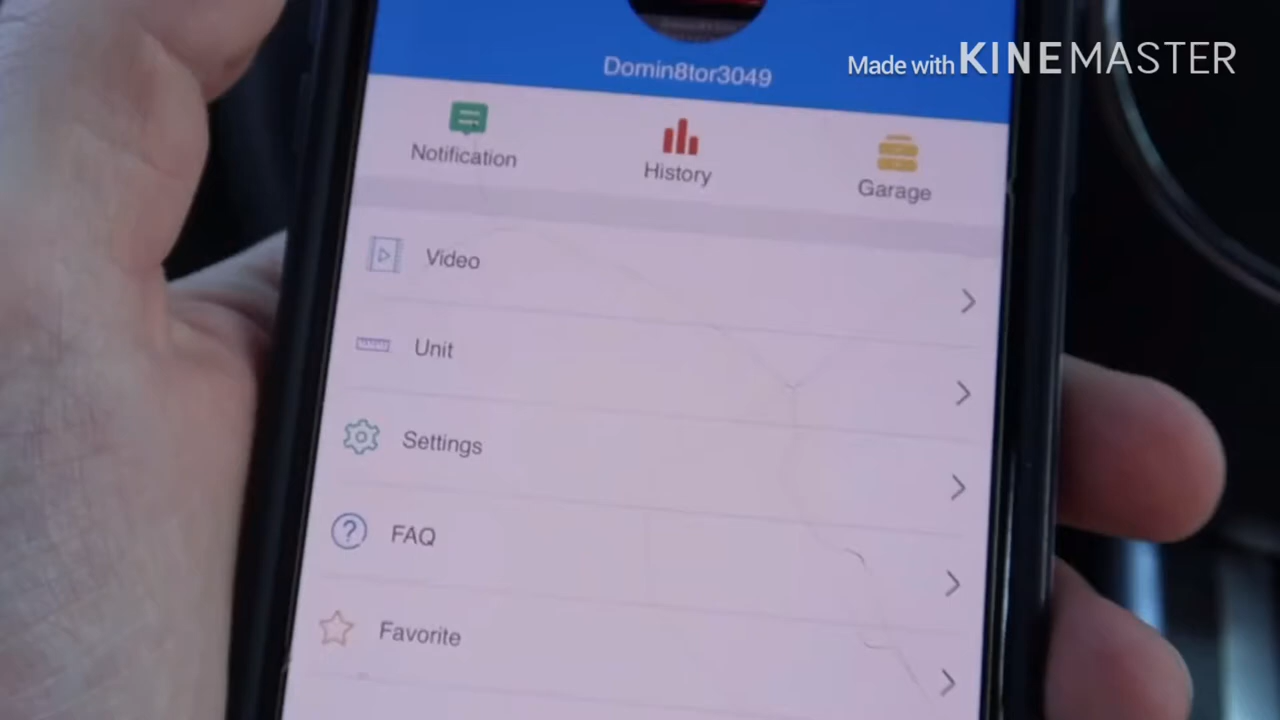 Made with KINEMASTER
Domin8tor3049
Notification
History
Garage
Video
Unit
Settings
FAQ
Favorite